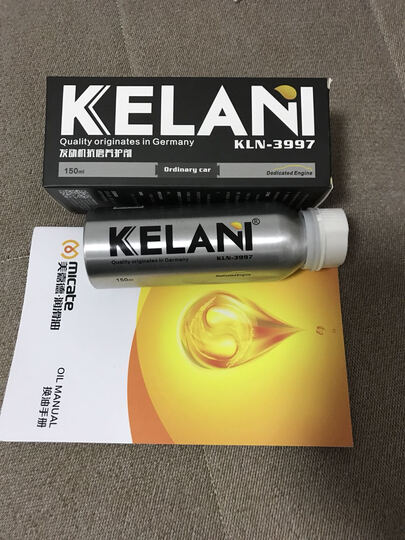 KELANI
Quality originates in Germany
KLN-3997
发动机抗磨养护剂
150ml
Ordinary car
Dedicated Engine
KELANI®
Quality originates in Germany
KLN-3997
150ml
Dedicated Engine
micate
美嘉德·润滑油
OIL MANUAL
换油手册